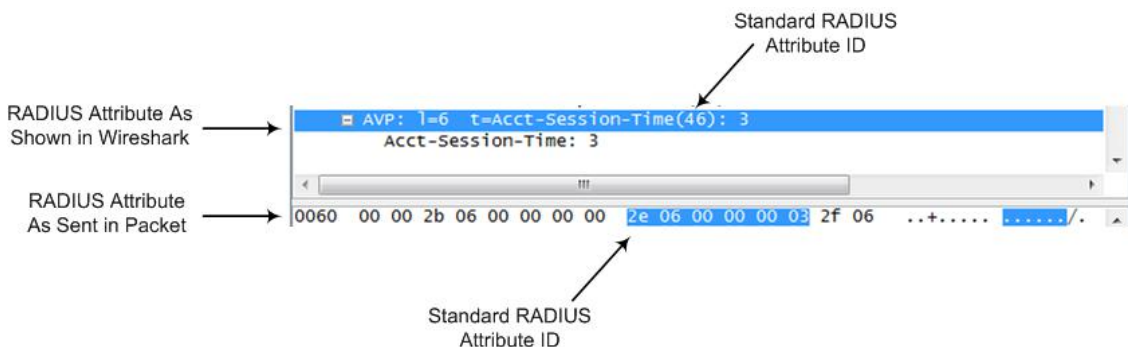 Standard RADIUS
Attribute ID
RADIUS Attribute As
Shown in Wireshark
AVP: l=6 t=Acct-Session-Time(46): 3
Acct-Session-Time: 3
RADIUS Attribute
As Sent in Packet
0060 00 00 2b 06 00 00 00 00 2e 06 00 00 00 03 2f 06 ..+..... ....../.
Standard RADIUS
Attribute ID